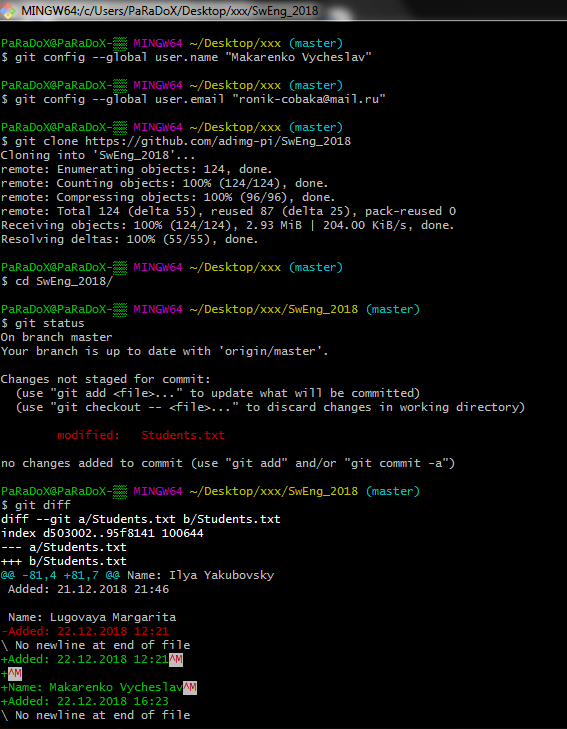 MINGW64:/c/Users/PaRaDoX/Desktop/xxx/SwEng_2018
PaRaDoX@PaRaDoX-▒▒ MINGW64 ~/Desktop/xxx (master)
$ git config --global user.name "Makarenko Vycheslav"
PaRaDoX@PaRaDoX-▒▒ MINGW64 ~/Desktop/xxx (master)
$ git config --global user.email "ronik-cobaka@mail.ru"
PaRaDoX@PaRaDoX-▒▒ MINGW64 ~/Desktop/xxx (master)
$ git clone https://github.com/adimg-pi/SwEng_2018
Cloning into 'SwEng_2018'...
remote: Enumerating objects: 124, done.
remote: Counting objects: 100% (124/124), done.
remote: Compressing objects: 100% (96/96), done.
remote: Total 124 (delta 55), reused 87 (delta 25), pack-reused 0
Receiving objects: 100% (124/124), 2.93 MiB | 204.00 KiB/s, done.
Resolving deltas: 100% (55/55), done.
PaRaDoX@PaRaDoX-▒▒ MINGW64 ~/Desktop/xxx (master)
$ cd SwEng_2018/
PaRaDoX@PaRaDoX-▒▒ MINGW64 ~/Desktop/xxx/SwEng_2018 (master)
$ git status
On branch master
Your branch is up to date with 'origin/master'.
Changes not staged for commit:
  (use "git add <file>..." to update what will be committed)
  (use "git checkout -- <file>..." to discard changes in working directory)
        modified:   Students.txt
no changes added to commit (use "git add" and/or "git commit -a")
PaRaDoX@PaRaDoX-▒▒ MINGW64 ~/Desktop/xxx/SwEng_2018 (master)
$ git diff
diff --git a/Students.txt b/Students.txt
index d503002..95f8141 100644
--- a/Students.txt
+++ b/Students.txt
@@ -81,4 +81,7 @@ Name: Ilya Yakubovsky
 Added: 21.12.2018 21:46
 Name: Lugovaya Margarita
-Added: 22.12.2018 12:21
\ No newline at end of file
+Added: 22.12.2018 12:21^M
+^M
+Name: Makarenko Vycheslav^M
+Added: 22.12.2018 16:23
\ No newline at end of file